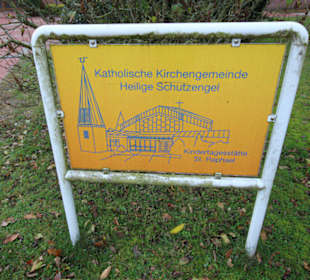 Katholische Kirchengemeinde
Heilige Schutzengel
Kindertagesstätte
St. Raphael